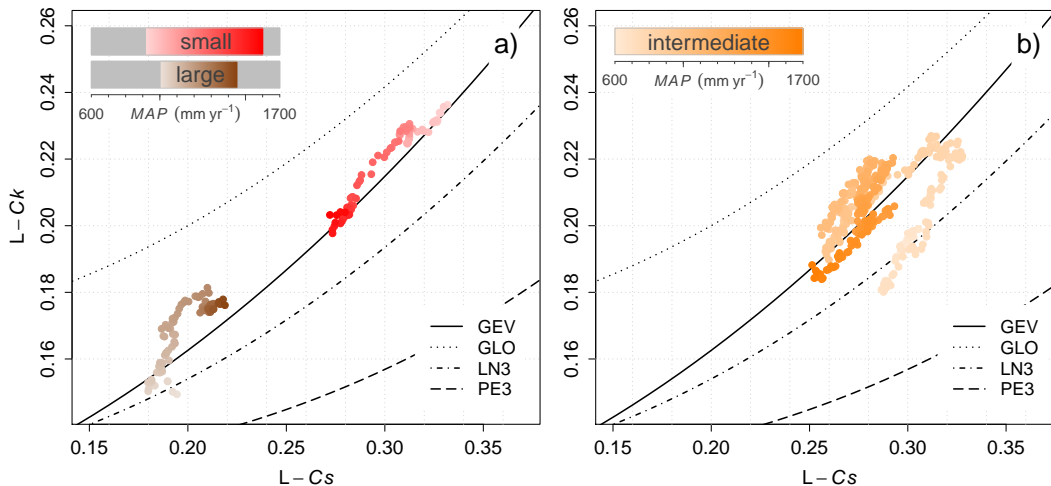 small
large
600 MAP (mm yr⁻¹) 1700
a)
0.16 0.18 0.20 0.22 0.24 0.26
L − Ck
GEV
GLO
LN3
PE3
0.15 0.20 0.25 0.30 0.35
L − Cs
intermediate
600 MAP (mm yr⁻¹) 1700
b)
0.16 0.18 0.20 0.22 0.24 0.26
GEV
GLO
LN3
PE3
0.15 0.20 0.25 0.30 0.35
L − Cs